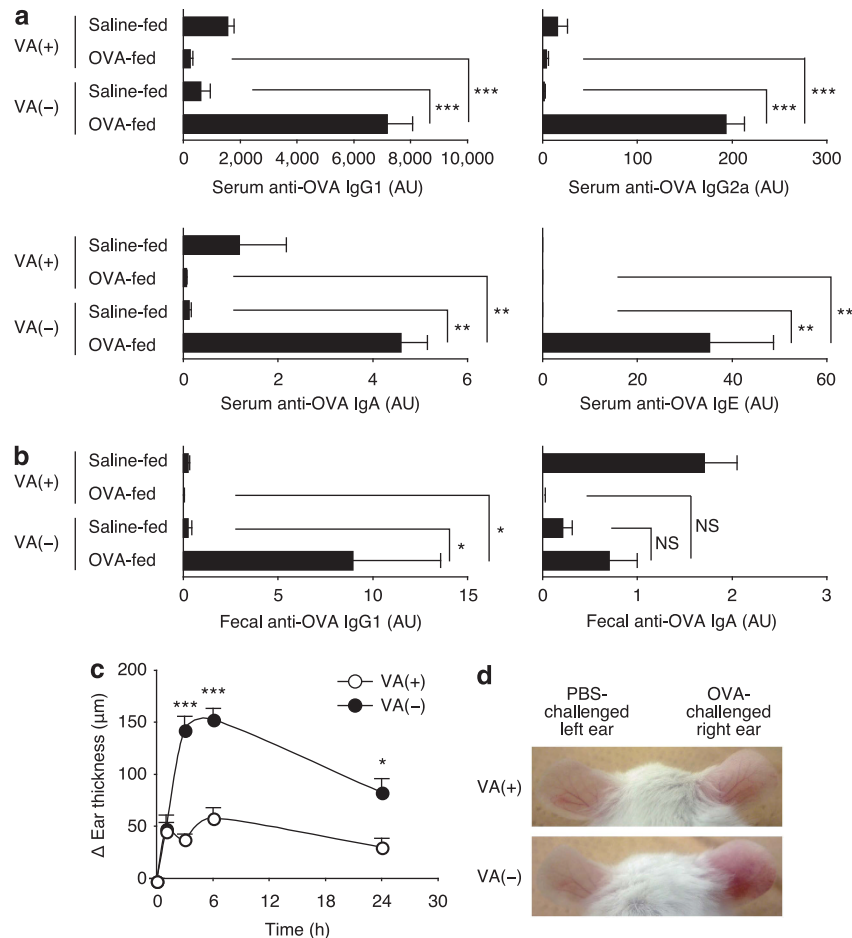 a
VA(+)
Saline-fed
OVA-fed
VA(−)
Saline-fed
OVA-fed
***
***
0 2,000 4,000 6,000 8,000 10,000
Serum anti-OVA IgG1 (AU)
***
***
0 100 200 300
Serum anti-OVA IgG2a (AU)
VA(+)
Saline-fed
OVA-fed
VA(−)
Saline-fed
OVA-fed
**
**
0 2 4 6
Serum anti-OVA IgA (AU)
**
**
0 20 40 60
Serum anti-OVA IgE (AU)
b
VA(+)
Saline-fed
OVA-fed
VA(−)
Saline-fed
OVA-fed
*
*
0 5 10 15
Fecal anti-OVA IgG1 (AU)
NS
NS
0 1 2 3
Fecal anti-OVA IgA (AU)
c
200
150
100
50
0
Δ Ear thickness (µm)
***
***
*
VA(+)
VA(−)
0 6 12 18 24 30
Time (h)
d
PBS-
challenged
left ear
OVA-
challenged
right ear
VA(+)
VA(−)